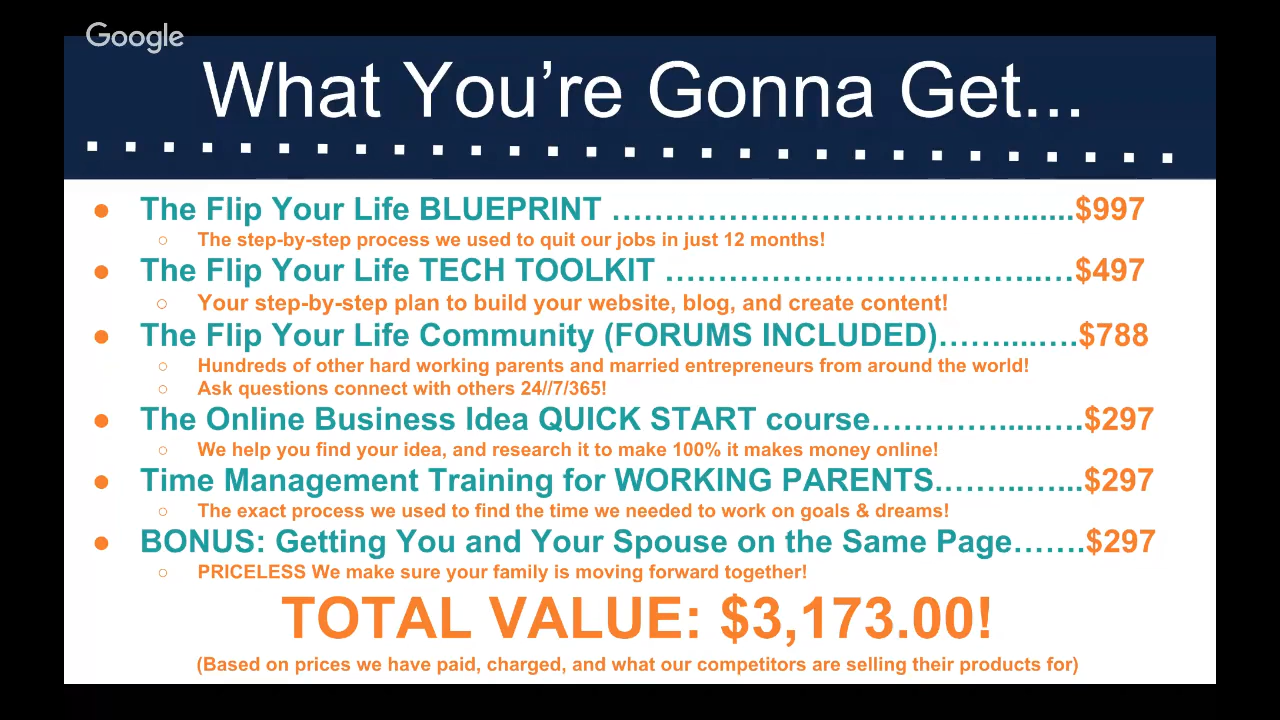 Google
What You’re Gonna Get...
● The Flip Your Life BLUEPRINT ……………..………………….......$997
○ The step-by-step process we used to quit our jobs in just 12 months!
● The Flip Your Life TECH TOOLKIT …………….………………..…$497
○ Your step-by-step plan to build your website, blog, and create content!
● The Flip Your Life Community (FORUMS INCLUDED)……....…..$788
○ Hundreds of other hard working parents and married entrepreneurs from around the world!
○ Ask questions connect with others 24//7/365!
● The Online Business Idea QUICK START course………….....….$297
○ We help you find your idea, and research it to make 100% it makes money online!
● Time Management Training for WORKING PARENTS……..…...$297
○ The exact process we used to find the time we needed to work on goals & dreams!
● BONUS: Getting You and Your Spouse on the Same Page…….$297
○ PRICELESS We make sure your family is moving forward together!
TOTAL VALUE: $3,173.00!
(Based on prices we have paid, charged, and what our competitors are selling their products for)